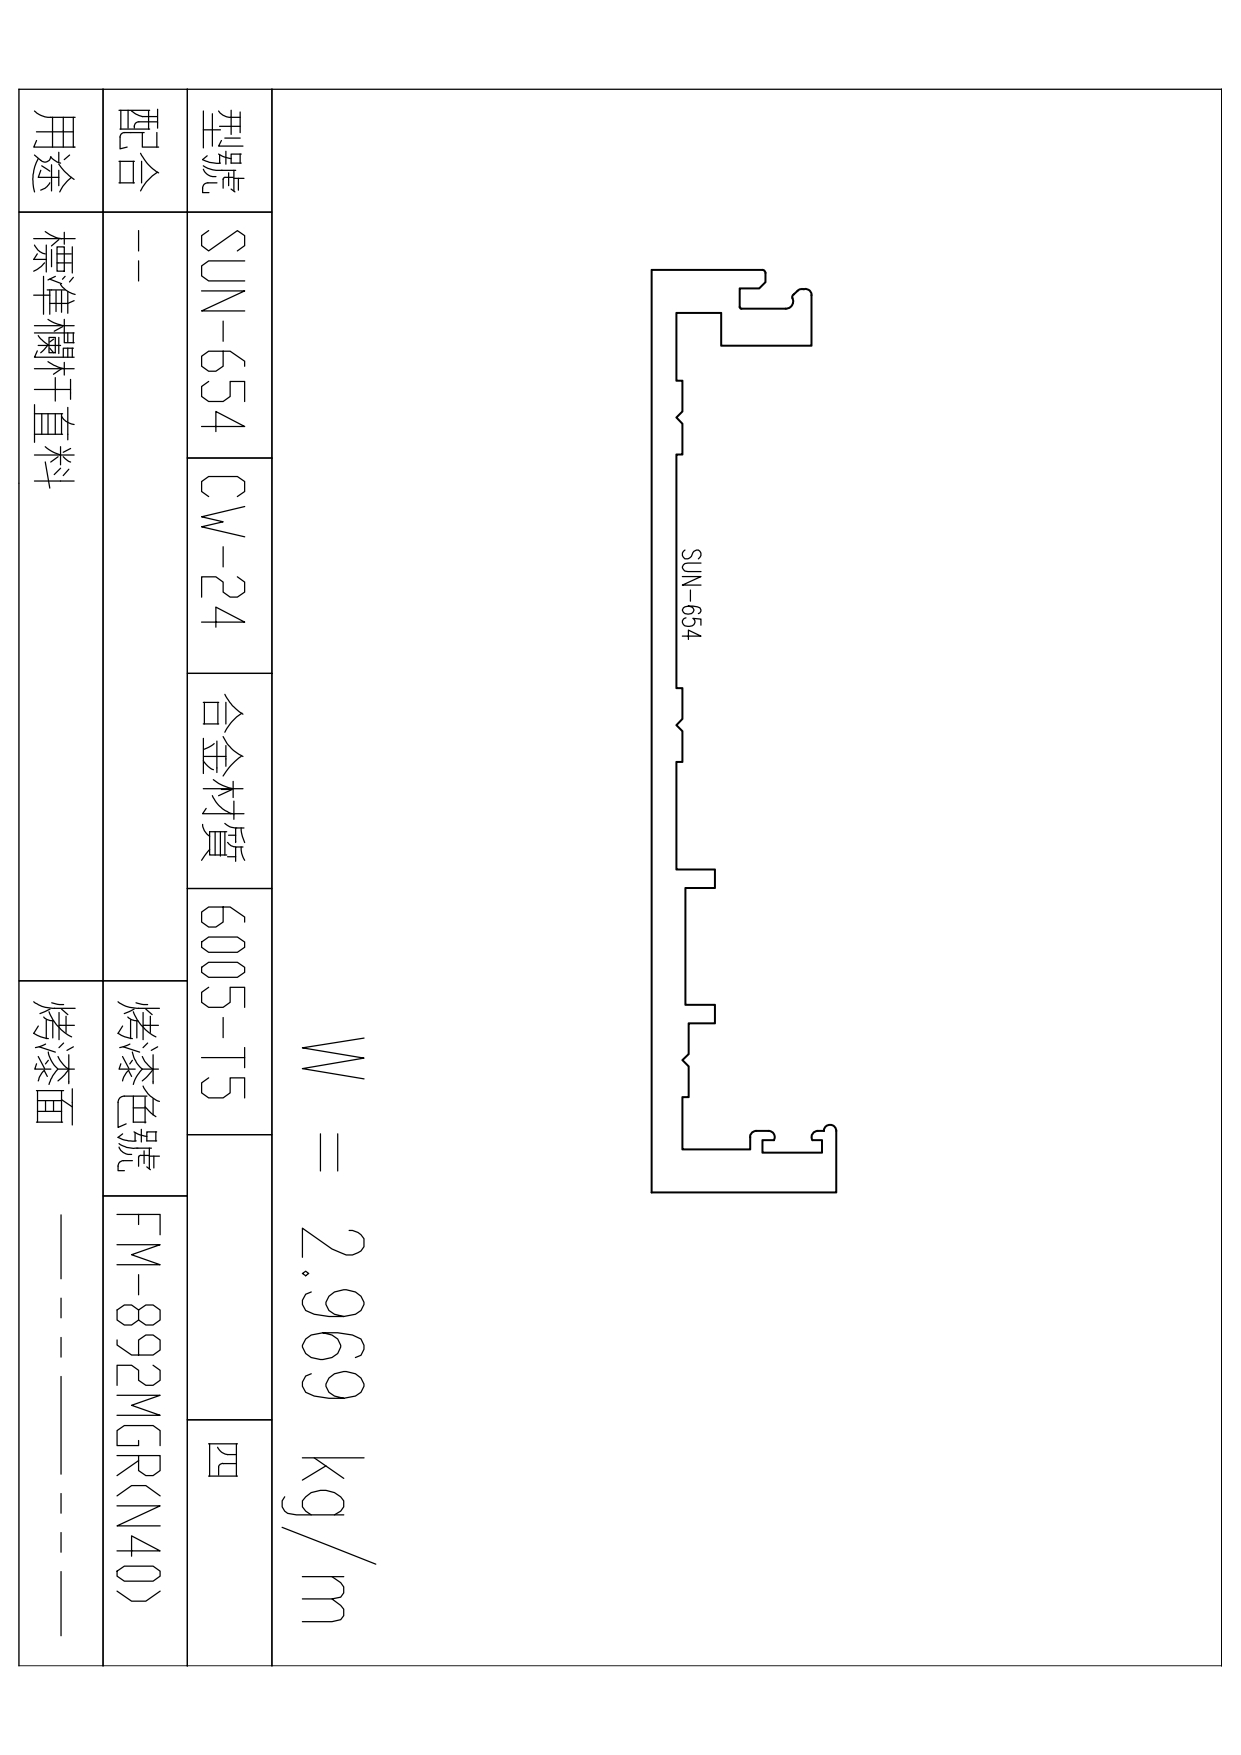 SUN-654
W = 2.969 kg/m
型號 SUN-654 CW-24 合金材質 6005-T5 四
配合 -- 烤漆色號 FM-892MGR(N40)
用途 標準欄杆直料 烤漆面